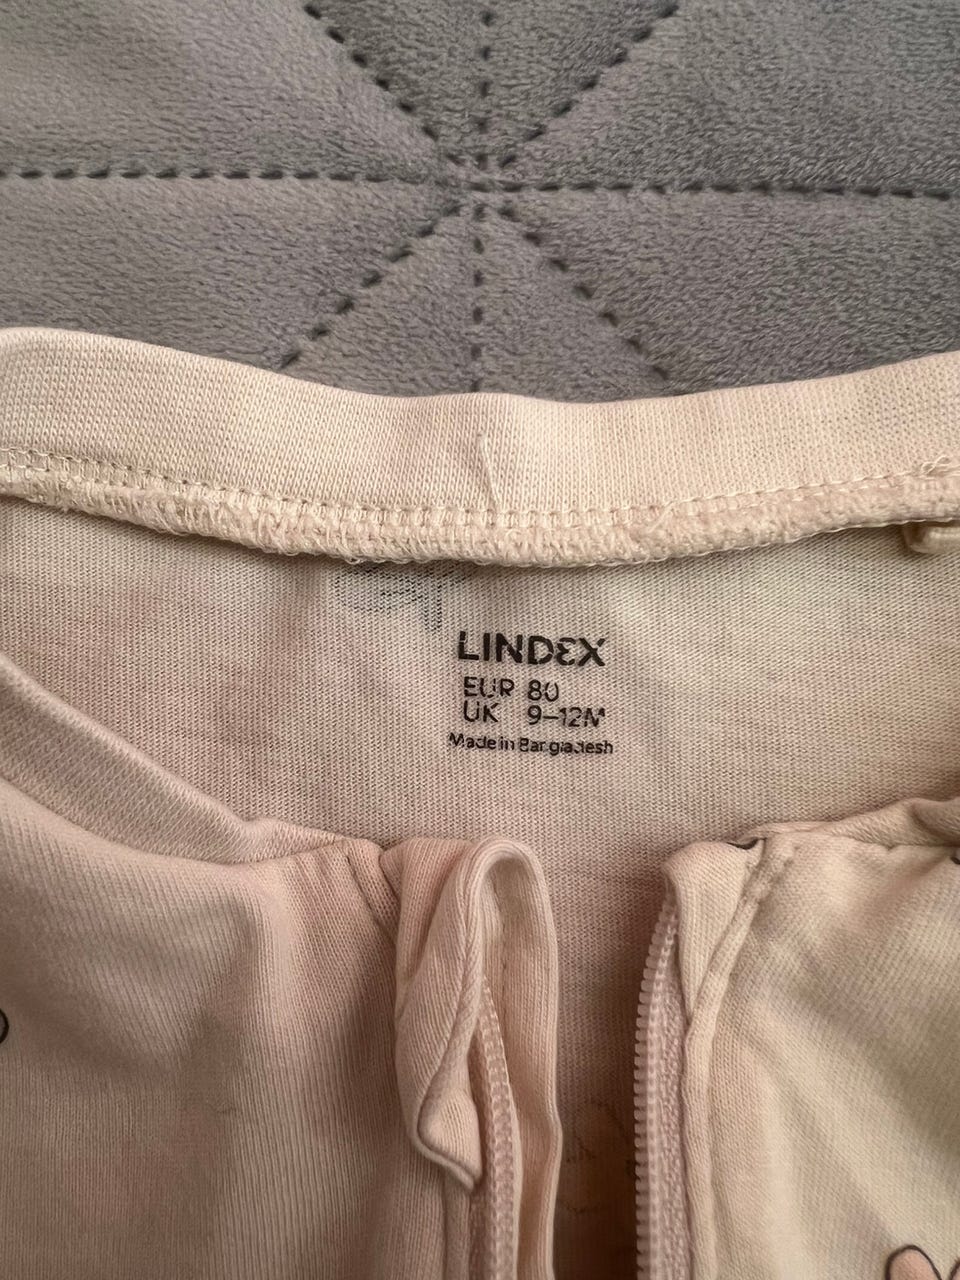 LINDEX
EUR 80
UK 9–12M
Made in Bangladesh